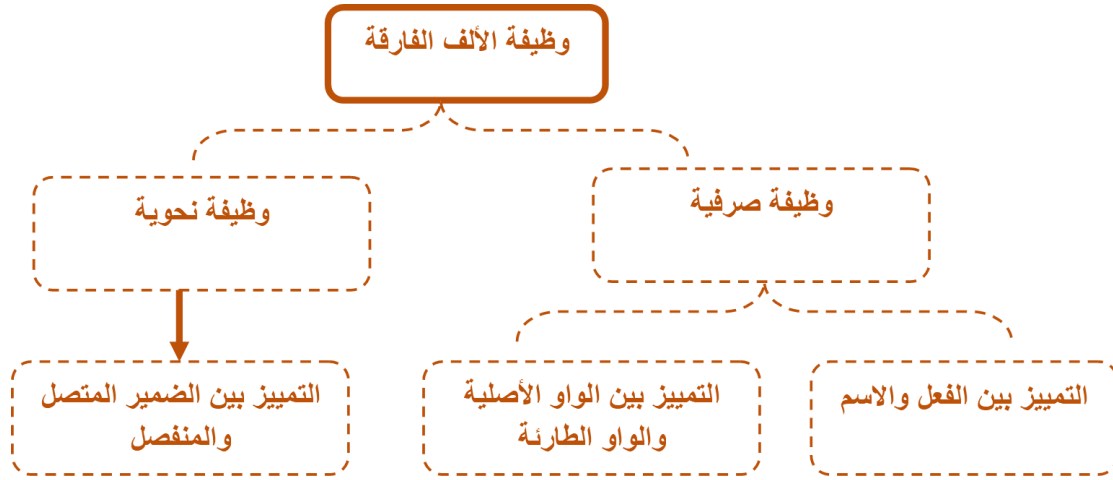 وظيفة الألف الفارقة
وظيفة صرفية
وظيفة نحوية
التمييز بين الفعل والاسم
التمييز بين الواو الأصلية
والواو الطارئة
التمييز بين الضمير المتصل
والمنفصل